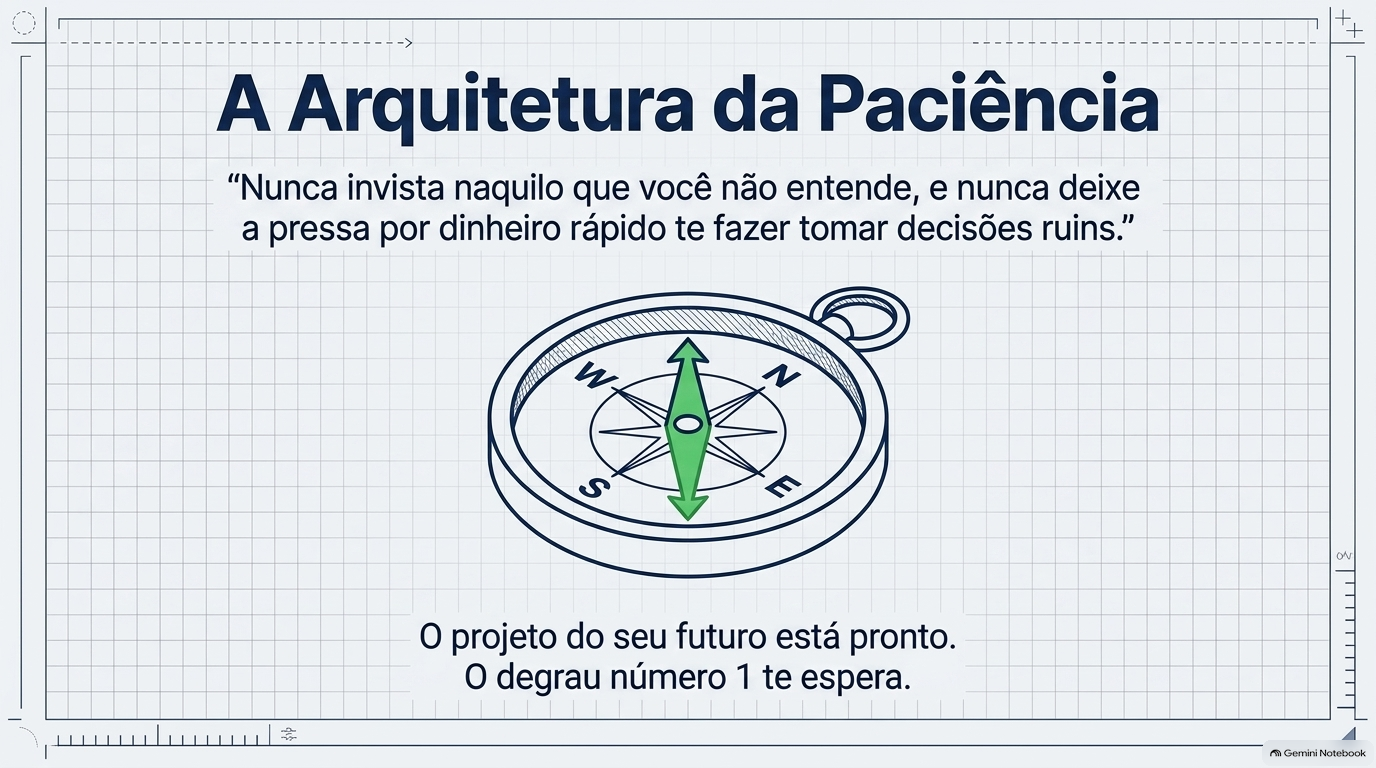 A Arquitetura da Paciência
“Nunca invista naquilo que você não entende, e nunca deixe
a pressa por dinheiro rápido te fazer tomar decisões ruins.”
W
N
S
E
O projeto do seu futuro está pronto.
O degrau número 1 te espera.
Gemini Notebook